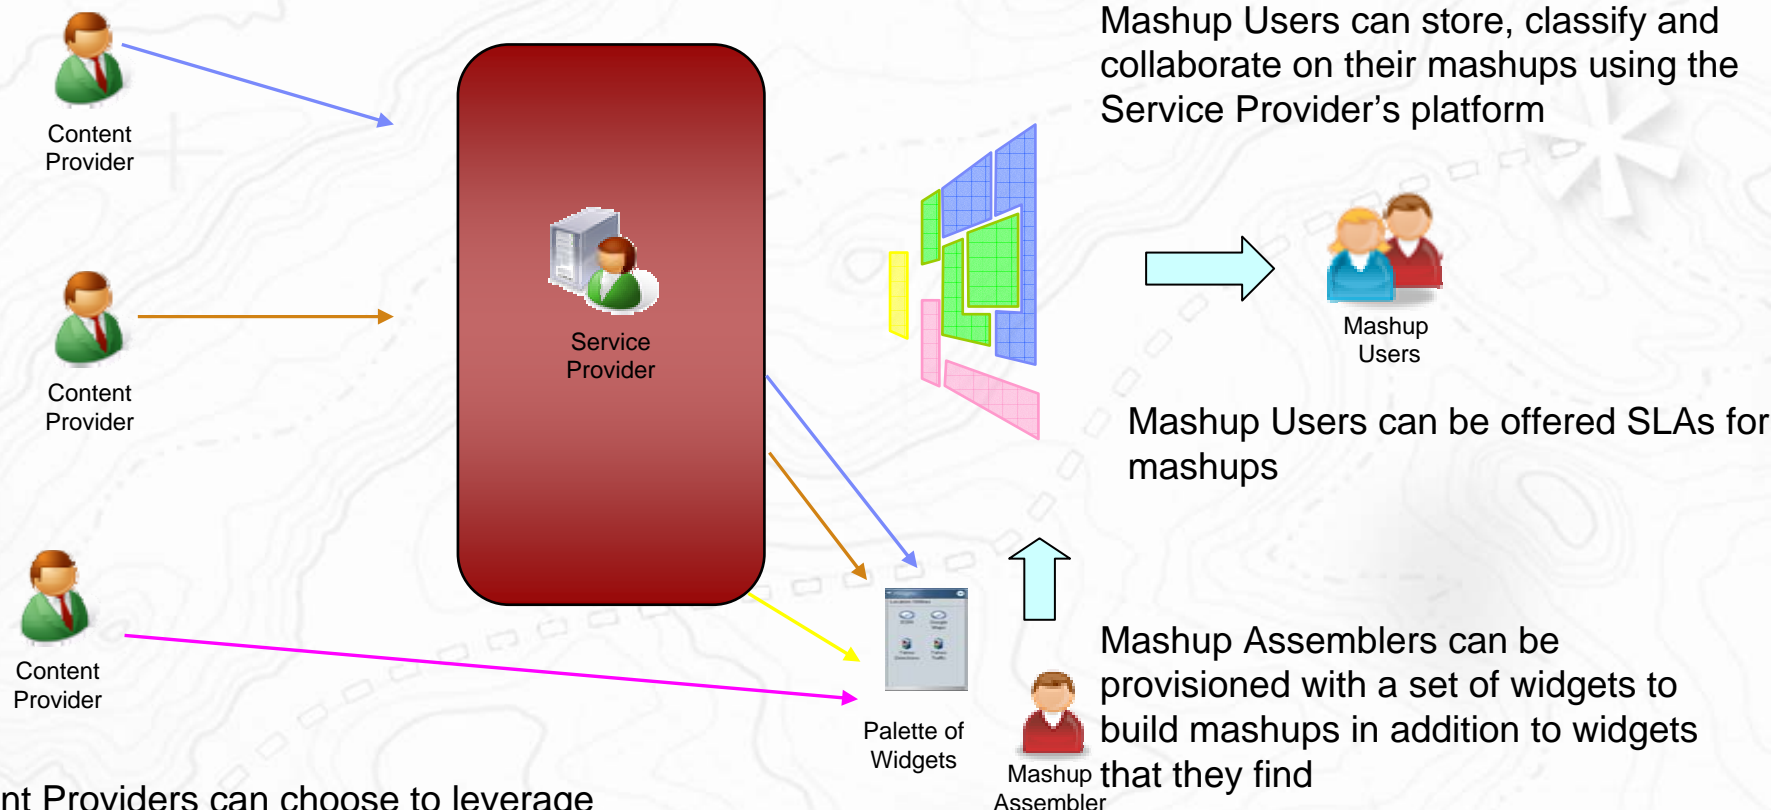 Mashup Users can store, classify and
collaborate on their mashups using the
Service Provider's platform
Content
Provider
Service
Provider
Mashup
Users
Content
Provider
Mashup Users can be offered SLAs for
mashups
Content
Provider
Palette of
Widgets
Mashup
Assembler
Mashup Assemblers can be
provisioned with a set of widgets to
build mashups in addition to widgets
that they find
nt Providers can choose to leverage